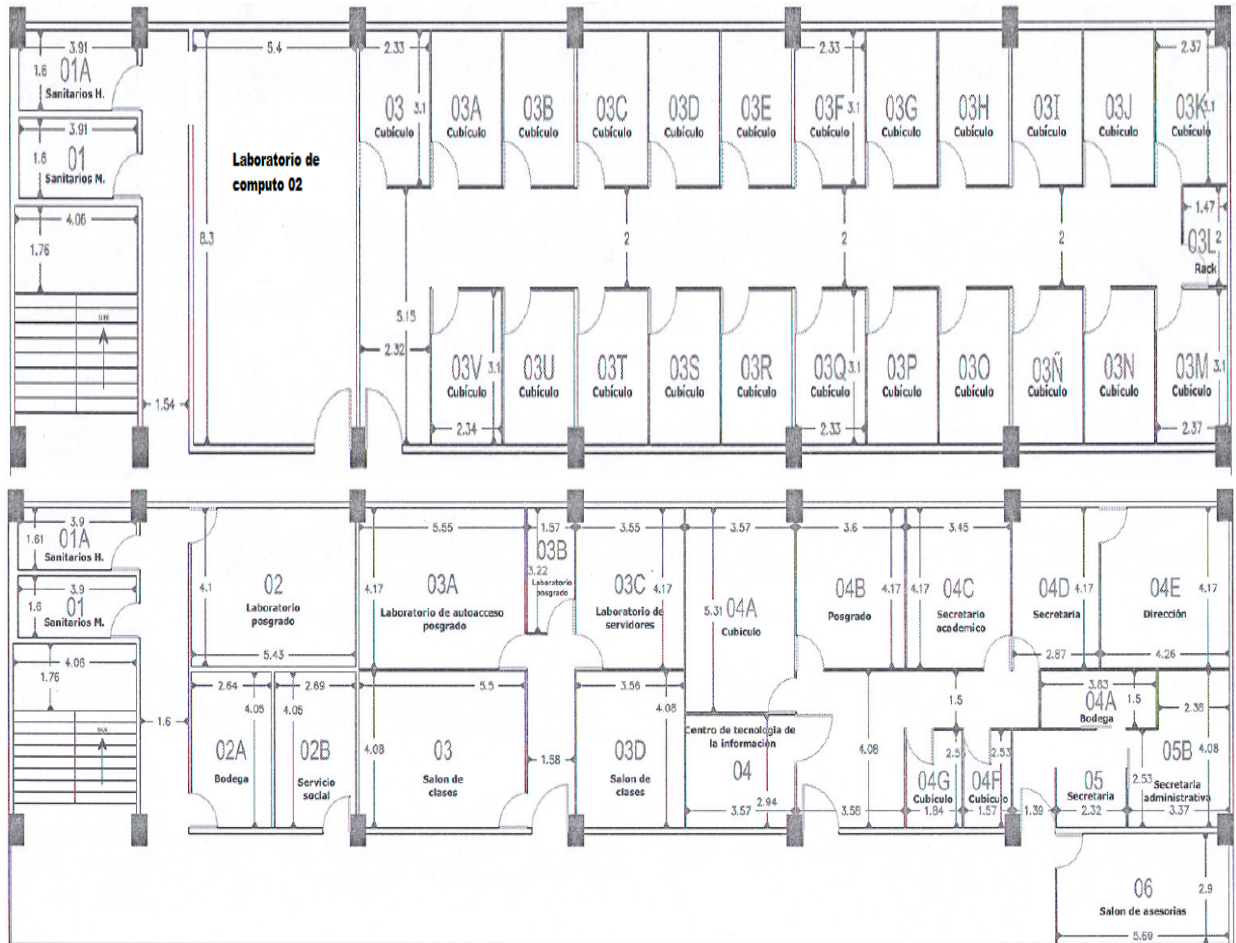 3.91
1.6
01A
Sanitarios H.
3.91
1.6
01
Sanitarios M.
4.06
1.76
1.54
5.4
8.3
Laboratorio de
computo 02
2.33
3.1
03
Cubículo
03A
Cubículo
03B
Cubículo
03C
Cubículo
03D
Cubículo
03E
Cubículo
2.33
03F
3.1
Cubículo
03G
Cubículo
03H
Cubículo
03I
Cubículo
03J
Cubículo
2.37
03K
3.1
Cubículo
2
2
2
1.47
03L
2
Rack
5.15
2.32
03V
3.1
Cubículo
2.34
03U
Cubículo
03T
Cubículo
03S
Cubículo
03R
Cubículo
03Q
3.1
Cubículo
2.33
03P
Cubículo
03O
Cubículo
03Ñ
Cubículo
03N
Cubículo
03M
3.1
Cubículo
2.37
3.9
1.61
01A
Sanitarios H.
3.9
1.6
01
Sanitarios M.
4.06
1.76
1.6
4.1
02
Laboratorio
posgrado
5.43
2.64
4.05
02A
Bodega
2.69
4.05
02B
Servicio
social
5.55
4.17
03A
Laboratorio de autoacceso
posgrado
1.57
03B
3.22
Laboratorio
posgrado
3.55
03C
4.17
Laboratorio de
servidores
5.5
4.08
03
Salon de
clases
1.58
3.56
4.08
03D
Salon de
clases
3.57
5.31
04A
Cubículo
Centro de tecnologia de
la información
04
2.94
3.57
3.6
04B
4.17
Posgrado
3.45
4.17
04C
Secretario
academico
04D
4.17
Secretaria
2.87
04E
4.17
Dirección
4.26
4.08
3.58
1.5
04G
Cubículo
1.84
2.53
04F
Cubículo
1.57
1.39
3.63
04A
1.5
Bodega
2.38
05B
4.08
2.53
Secretaria
administrativa
3.37
05
Secretaria
2.32
06
2.9
Salon de asesorias
5.69